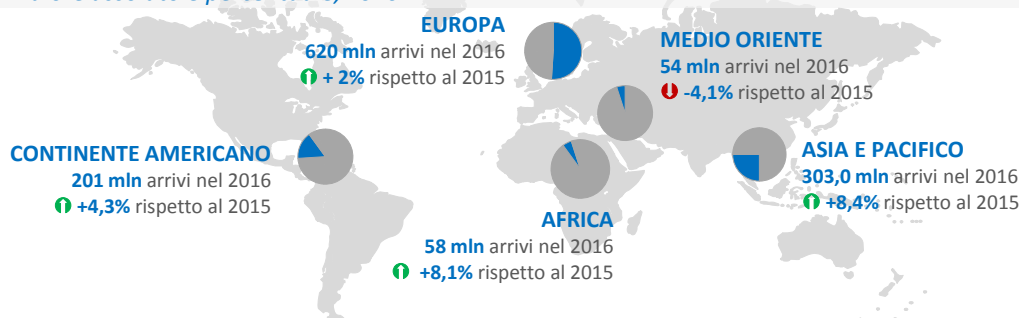 EUROPA
620 mln arrivi nel 2016
+ 2% rispetto al 2015
MEDIO ORIENTE
54 mln arrivi nel 2016
-4,1% rispetto al 2015
CONTINENTE AMERICANO
201 mln arrivi nel 2016
+4,3% rispetto al 2015
ASIA E PACIFICO
303,0 mln arrivi nel 2016
+8,4% rispetto al 2015
AFRICA
58 mln arrivi nel 2016
+8,1% rispetto al 2015